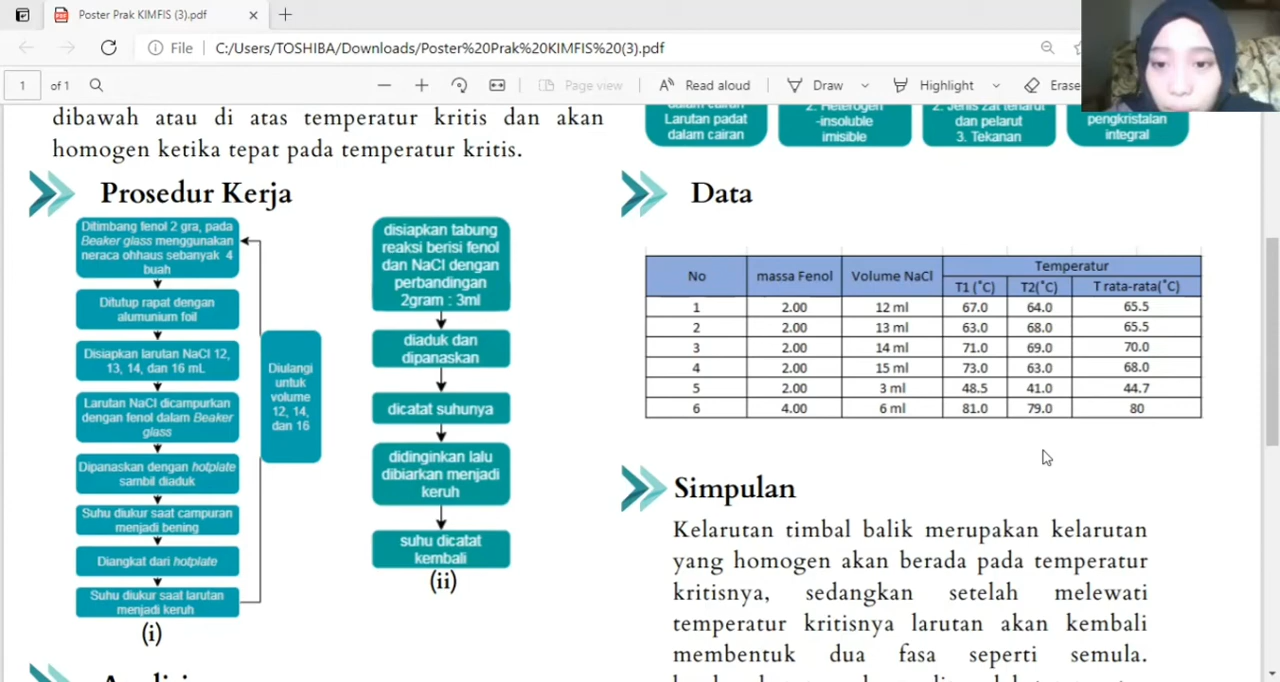 Poster Prak KIMFIS (3).pdf
File
C:/Users/TOSHIBA/Downloads/Poster%20Prak%20KIMFIS%20(3).pdf
1
of 1
Page view
Read aloud
Draw
Highlight
Erase
dibawah atau di atas temperatur kritis dan akan
homogen ketika tepat pada temperatur kritis.
dalam cairan
Larutan padat
dalam cairan
2. Heterogen
-insoluble
imisible
2. Jenis zat terlarut
dan pelarut
3. Tekanan
pengkristalan
integral
Prosedur Kerja
Ditimbang fenol 2 gra, pada
Beaker glass menggunakan
neraca ohhaus sebanyak 4
buah
Ditutup rapat dengan
alumunium foil
Disiapkan larutan NaCl 12,
13, 14, dan 16 mL
Larutan NaCl dicampurkan
dengan fenol dalam Beaker
glass
Dipanaskan dengan hotplate
sambil diaduk
Suhu diukur saat campuran
menjadi bening
Diangkat dari hotplate
Suhu diukur saat larutan
menjadi keruh
(i)
Diulangi
untuk
volume
12, 14,
dan 16
disiapkan tabung
reaksi berisi fenol
dan NaCl dengan
perbandingan
2gram : 3ml
diaduk dan
dipanaskan
dicatat suhunya
didinginkan lalu
dibiarkan menjadi
keruh
suhu dicatat
kembali
(ii)
Data
No massa Fenol Volume NaCl Temperatur
T1 (°C) T2(°C) T rata-rata(°C)
1 2.00 12 ml 67.0 64.0 65.5
2 2.00 13 ml 63.0 68.0 65.5
3 2.00 14 ml 71.0 69.0 70.0
4 2.00 15 ml 73.0 63.0 68.0
5 2.00 3 ml 48.5 41.0 44.7
6 4.00 6 ml 81.0 79.0 80
Simpulan
Kelarutan timbal balik merupakan kelarutan
yang homogen akan berada pada temperatur
kritisnya, sedangkan setelah melewati
temperatur kritisnya larutan akan kembali
membentuk dua fasa seperti semula.